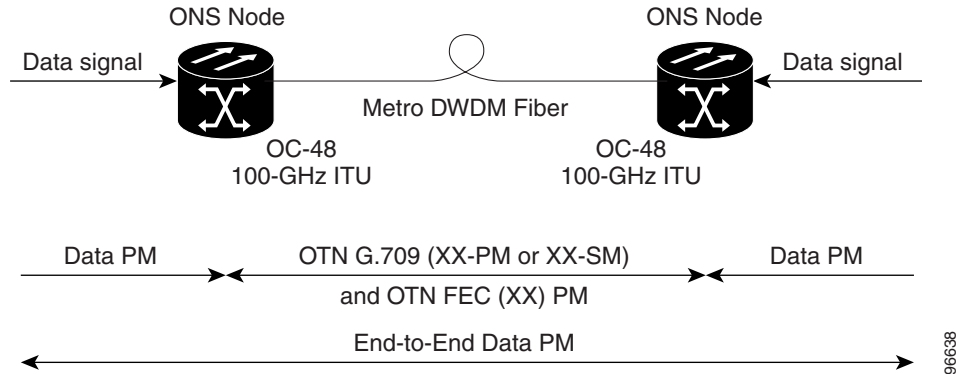 ONS Node
ONS Node
Data signal
Data signal
Metro DWDM Fiber
OC-48
100-GHz ITU
OC-48
100-GHz ITU
Data PM
OTN G.709 (XX-PM or XX-SM)
Data PM
and OTN FEC (XX) PM
End-to-End Data PM
96638